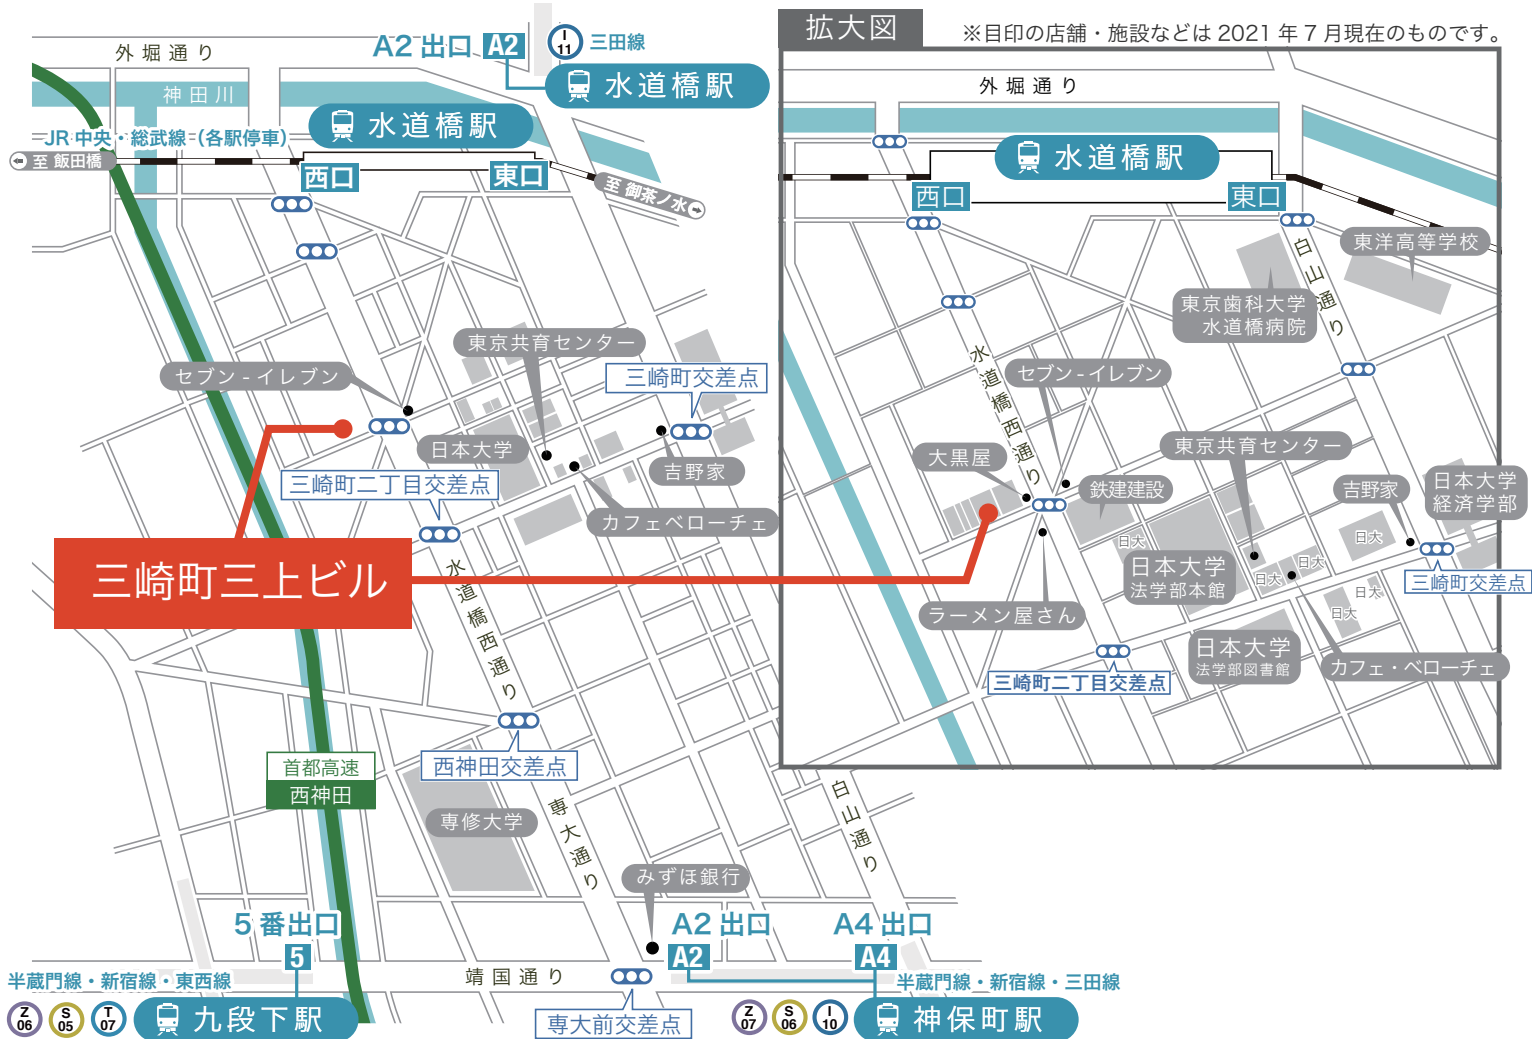 外堀通り
神田川
A2 出口 A2
I 11 三田線
水道橋駅
水道橋駅
JR 中央・総武線（各駅停車）
至 飯田橋
西口
東口
至 御茶ノ水
東京共育センター
セブン-イレブン
三崎町交差点
日本大学
吉野家
三崎町二丁目交差点
カフェベローチェ
三崎町三上ビル
水道橋西通り
西神田交差点
首都高速
西神田
専修大学
専大通り
白山通り
みずほ銀行
5 番出口
5
A2 出口
A2
A4 出口
A4
靖国通り
半蔵門線・新宿線・東西線
Z 06
S 05
T 07
九段下駅
専大前交差点
半蔵門線・新宿線・三田線
Z 07
S 06
I 10
神保町駅
拡大図
※目印の店舗・施設などは 2021 年 7 月現在のものです。
外堀通り
水道橋駅
西口
東口
白山通り
東洋高等学校
東京歯科大学
水道橋病院
水道橋西通り
セブン-イレブン
大黒屋
東京共育センター
鉄建建設
吉野家
日本大学
経済学部
日大
日大
日本大学
法学部本館
日大
日大
日大
日大
三崎町交差点
ラーメン屋さん
日本大学
法学部図書館
カフェ・ベローチェ
三崎町二丁目交差点